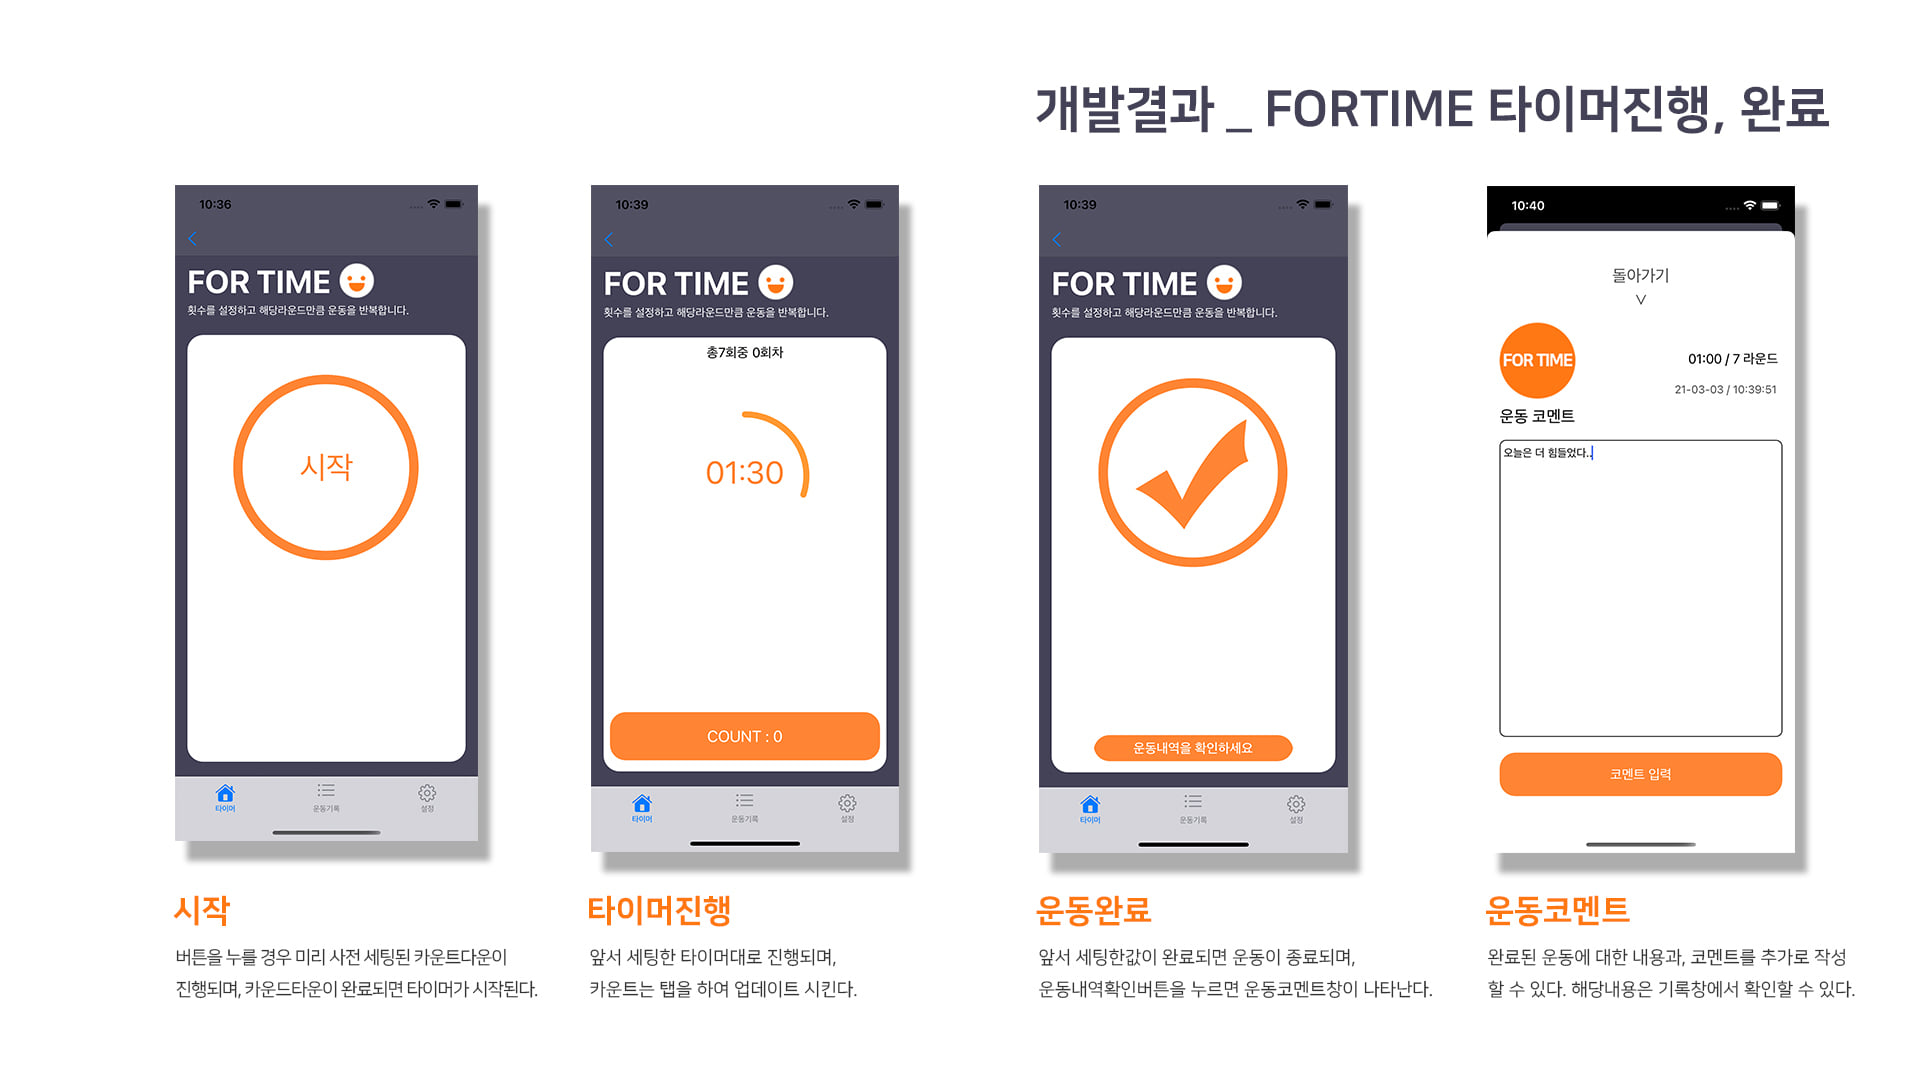 개발결과 _ FORTIME 타이머진행, 완료
10:36
FOR TIME
횟수를 설정하고 해당라운드만큼 운동을 반복합니다.
시작
타이머
운동기록
설정
시작
버튼을 누를 경우 미리 사전 세팅된 카운트다운이
진행되며, 카운드타운이 완료되면 타이머가 시작된다.
10:39
FOR TIME
횟수를 설정하고 해당라운드만큼 운동을 반복합니다.
총7회중 0회차
01:30
COUNT : 0
타이머
운동기록
설정
타이머진행
앞서 세팅한 타이머대로 진행되며,
카운트는 탭을 하여 업데이트 시킨다.
10:39
FOR TIME
횟수를 설정하고 해당라운드만큼 운동을 반복합니다.
운동내역을 확인하세요
타이머
운동기록
설정
운동완료
앞서 세팅한값이 완료되면 운동이 종료되며,
운동내역확인버튼을 누르면 운동코멘트창이 나타난다.
10:40
돌아가기
FOR TIME
01:00 / 7 라운드
21-03-03 / 10:39:51
운동 코멘트
오늘은 더 힘들었다..
코멘트 입력
운동코멘트
완료된 운동에 대한 내용과, 코멘트를 추가로 작성
할 수 있다. 해당내용은 기록창에서 확인할 수 있다.